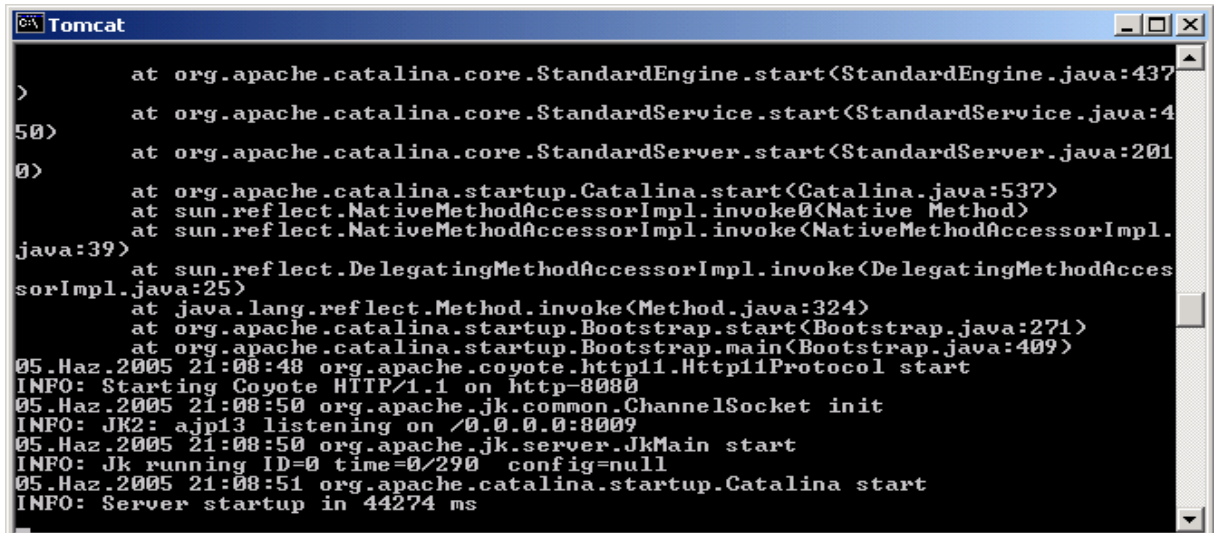 Tomcat
at org.apache.catalina.core.StandardEngine.start(StandardEngine.java:437
)
at org.apache.catalina.core.StandardService.start(StandardService.java:4
50)
at org.apache.catalina.core.StandardServer.start(StandardServer.java:201
0)
at org.apache.catalina.startup.Catalina.start(Catalina.java:537)
at sun.reflect.NativeMethodAccessorImpl.invoke0(Native Method)
at sun.reflect.NativeMethodAccessorImpl.invoke(NativeMethodAccessorImpl.
java:39)
at sun.reflect.DelegatingMethodAccessorImpl.invoke(DelegatingMethodAcces
sorImpl.java:25)
at java.lang.reflect.Method.invoke(Method.java:324)
at org.apache.catalina.startup.Bootstrap.start(Bootstrap.java:271)
at org.apache.catalina.startup.Bootstrap.main(Bootstrap.java:409)
05.Haz.2005 21:08:48 org.apache.coyote.http11.Http11Protocol start
INFO: Starting Coyote HTTP/1.1 on http-8080
05.Haz.2005 21:08:50 org.apache.jk.common.ChannelSocket init
INFO: JK2: ajp13 listening on /0.0.0.0:8009
05.Haz.2005 21:08:50 org.apache.jk.server.JkMain start
INFO: Jk running ID=0 time=0/290  config=null
05.Haz.2005 21:08:51 org.apache.catalina.startup.Catalina start
INFO: Server startup in 44274 ms